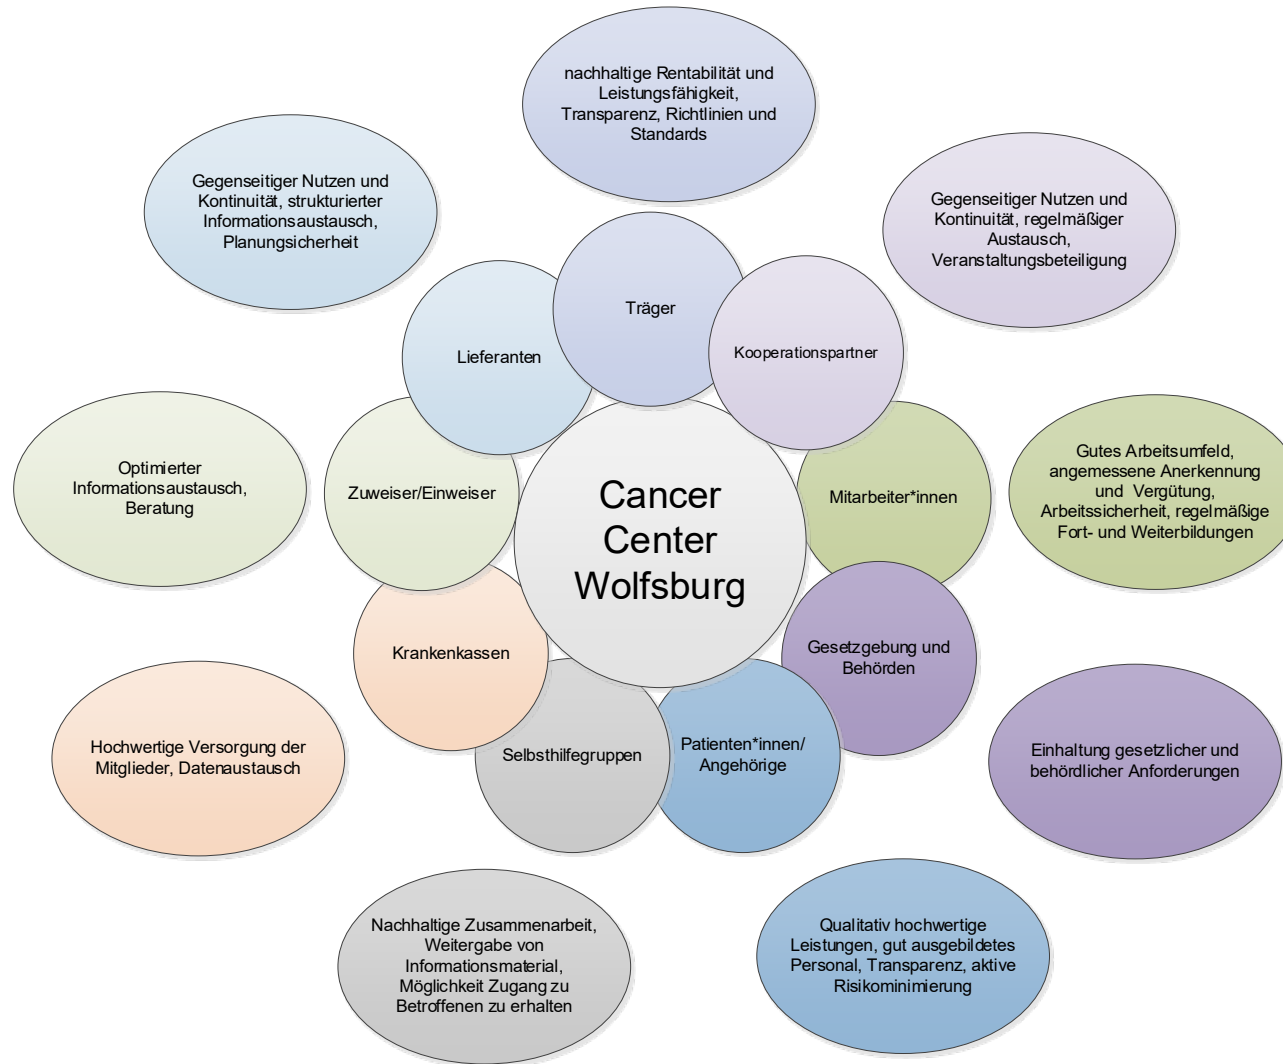 nachhaltige Rentabilität und
Leistungsfähigkeit,
Transparenz, Richtlinien und
Standards
Gegenseitiger Nutzen und
Kontinuität, strukturierter
Informationsaustausch,
Planungsicherheit
Gegenseitiger Nutzen und
Kontinuität, regelmäßiger
Austausch,
Veranstaltungsbeteiligung
Träger
Lieferanten
Kooperationspartner
Optimierter
Informationsaustausch,
Beratung
Zuweiser/Einweiser
Cancer
Center
Wolfsburg
Mitarbeiter*innen
Gutes Arbeitsumfeld,
angemessene Anerkennung
und Vergütung,
Arbeitssicherheit, regelmäßige
Fort- und Weiterbildungen
Krankenkassen
Gesetzgebung und
Behörden
Selbsthilfegruppen
Patienten*innen/
Angehörige
Hochwertige Versorgung der
Mitglieder, Datenaustausch
Einhaltung gesetzlicher und
behördlicher Anforderungen
Nachhaltige Zusammenarbeit,
Weitergabe von
Informationsmaterial,
Möglichkeit Zugang zu
Betroffenen zu erhalten
Qualitativ hochwertige
Leistungen, gut ausgebildetes
Personal, Transparenz, aktive
Risikominimierung